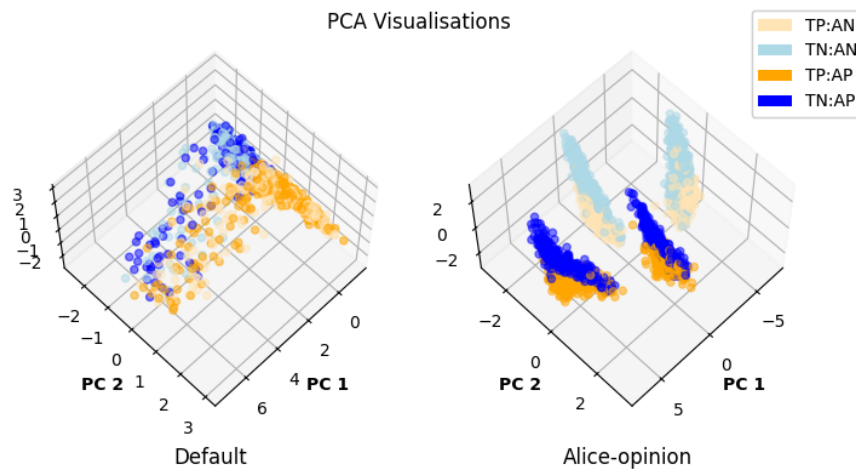 PCA Visualisations
TP:AN
TN:AN
TP:AP
TN:AP
3
2
1
0
−1
−2
−2
−1
0
1
2
3
PC 2
0
2
4
6
PC 1
Default
2
0
−2
−2
0
2
PC 2
−5
0
5
PC 1
Alice-opinion